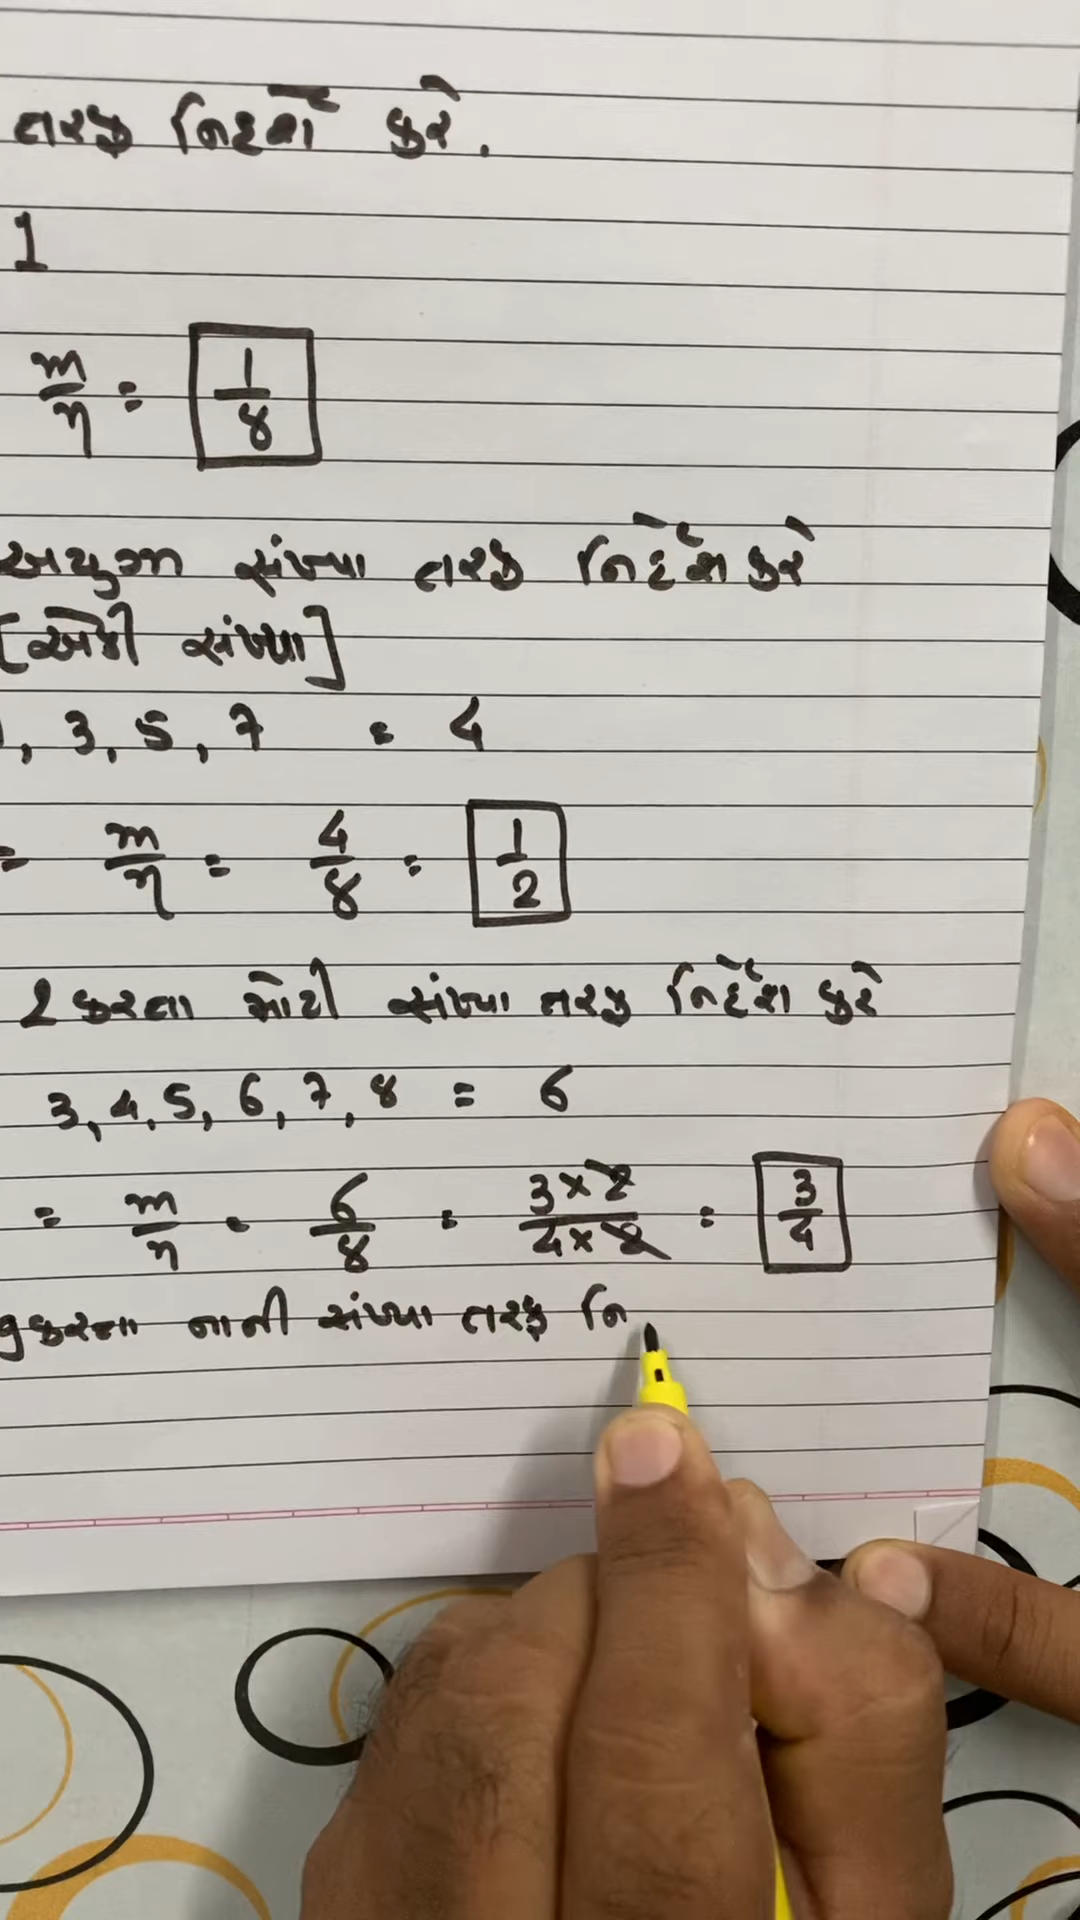 તરફ નિર્દેશ કરે.
1
m/n = 1/8
અયુગ્મ સંખ્યા તરફ નિર્દેશ કરે
[એકી સંખ્યા]
, 3, 5, 7 = 4
= m/n = 4/8 = 1/2
2 કરતા મોટી સંખ્યા તરફ નિર્દેશ કરે
3, 4, 5, 6, 7, 8 = 6
= m/n = 6/8 = 3×2/4×2 = 3/4
9 કરતા નાની સંખ્યા તરફ નિ